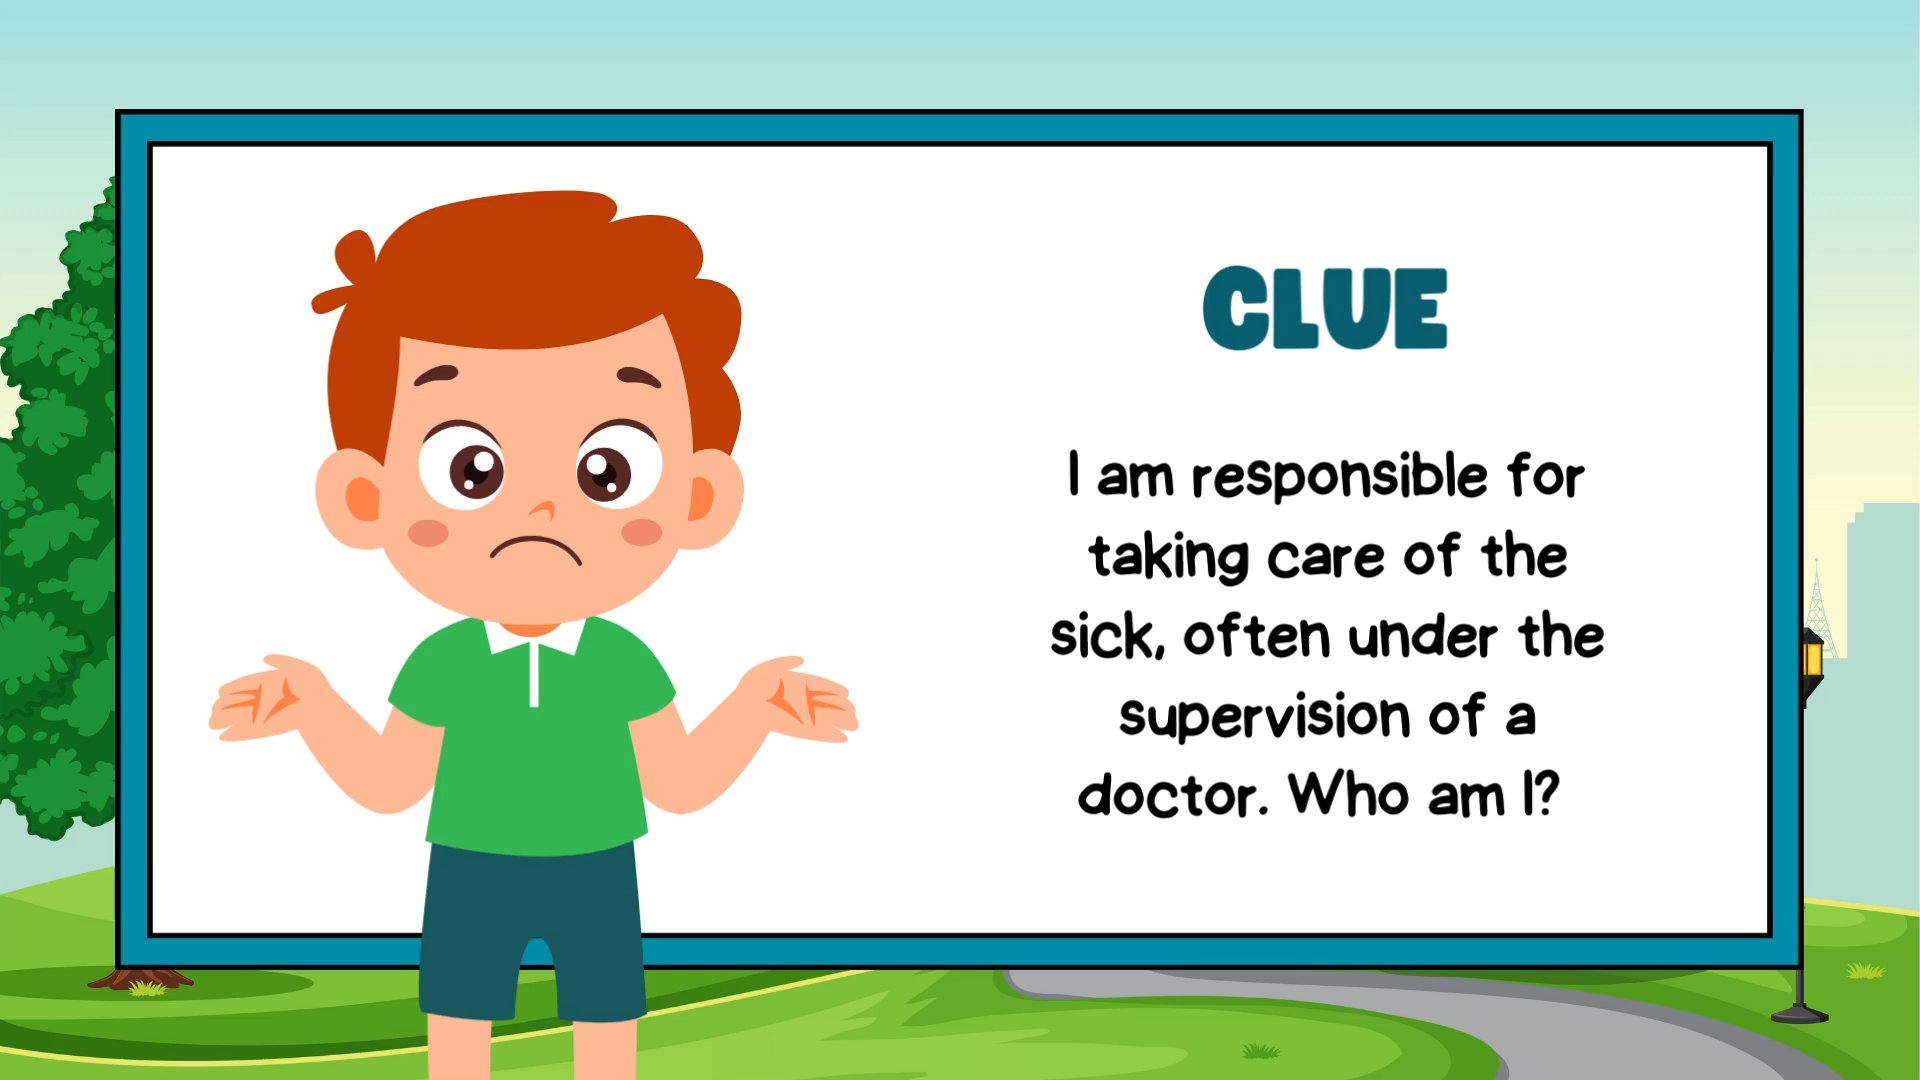 CLUE
I am responsible for
taking care of the
sick, often under the
supervision of a
doctor. Who am I?